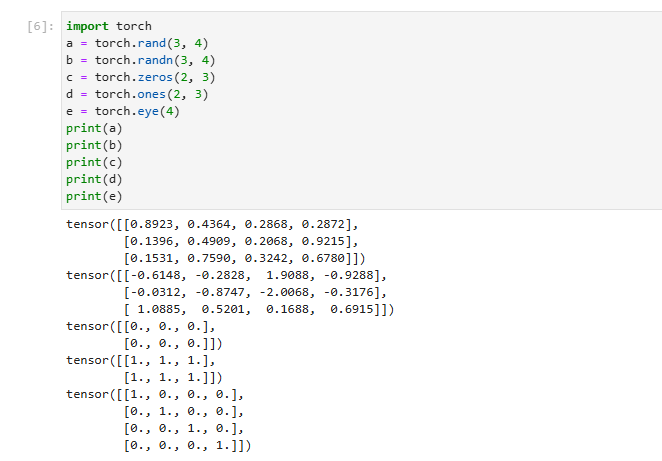 [6]: import torch
a = torch.rand(3, 4)
b = torch.randn(3, 4)
c = torch.zeros(2, 3)
d = torch.ones(2, 3)
e = torch.eye(4)
print(a)
print(b)
print(c)
print(d)
print(e)
tensor([[0.8923, 0.4364, 0.2868, 0.2872],
        [0.1396, 0.4909, 0.2068, 0.9215],
        [0.1531, 0.7590, 0.3242, 0.6780]])
tensor([[-0.6148, -0.2828,  1.9088, -0.9288],
        [-0.0312, -0.8747, -2.0068, -0.3176],
        [ 1.0885,  0.5201,  0.1688,  0.6915]])
tensor([[0., 0., 0.],
        [0., 0., 0.]])
tensor([[1., 1., 1.],
        [1., 1., 1.]])
tensor([[1., 0., 0., 0.],
        [0., 1., 0., 0.],
        [0., 0., 1., 0.],
        [0., 0., 0., 1.]])